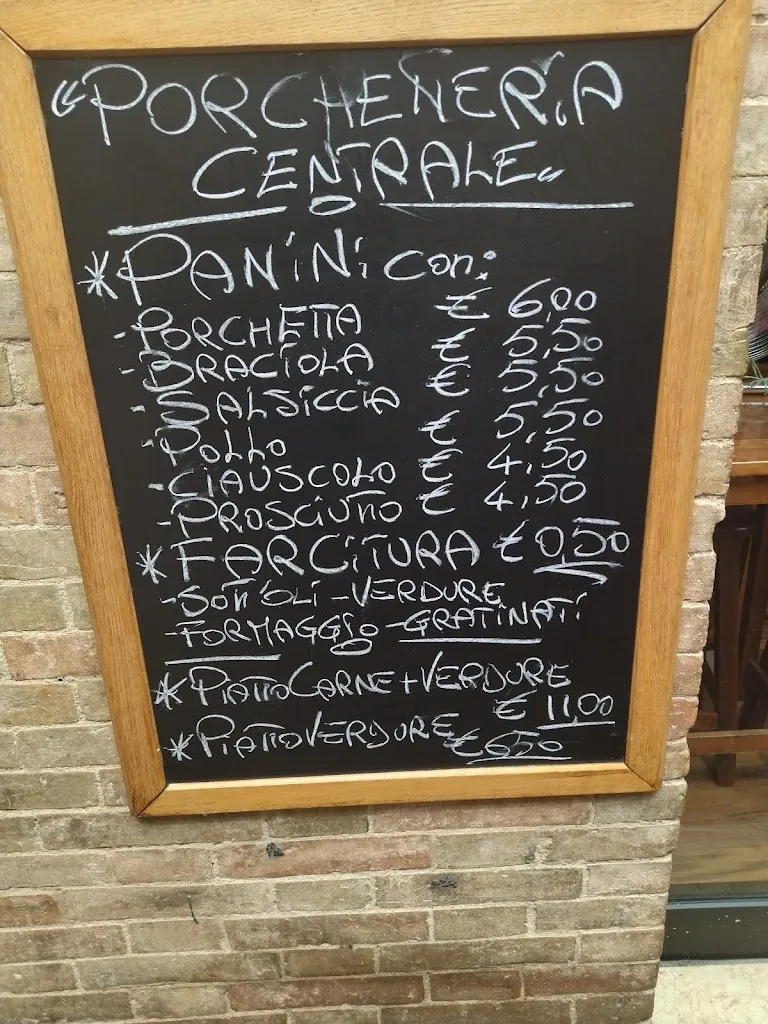 "PORCHETTERIA
CENTRALE"
*PANINI con:
-PORCHETTA € 6,00
-BRACIOLA € 5,50
-SALSICCIA € 5,50
-POLLO € 5,50
-CIAUSCOLO € 4,50
-PROSCIUTTO € 4,50
*FARCITURA € 0,50
-SOTT'OLI -VERDURE
-FORMAGGIO -GRATINATI
*PIATTO CARNE+VERDURE
€ 11,00
*PIATTO VERDURE € 6,50